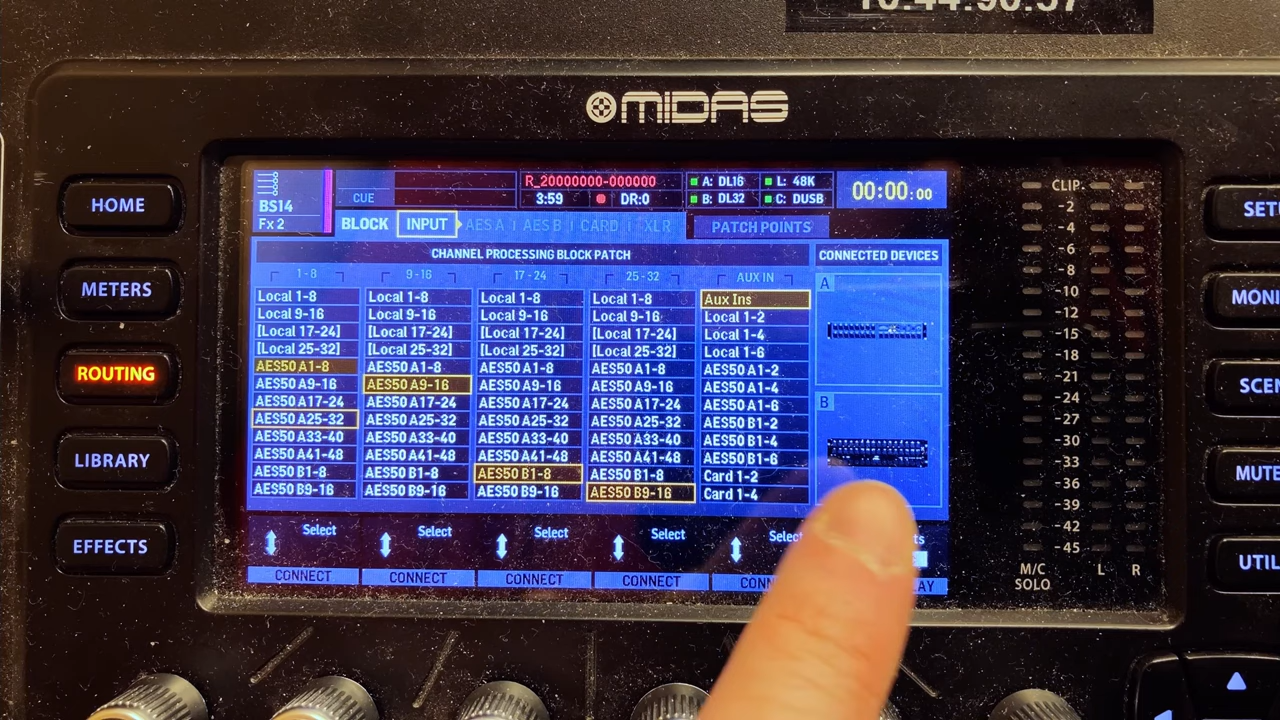 10.44.90.57
MIDAS
BS14
Fx 2
CUE
R_20000000-000000
3:59 DR:0
A: DL16 L: 48K
B: DL32 C: DUSB
00:00:00
BLOCK INPUT AES A AES B CARD XLR PATCH POINTS
CHANNEL PROCESSING BLOCK PATCH CONNECTED DEVICES
1-8 9-16 17-24 25-32 AUX IN
Local 1-8 Local 1-8 Local 1-8 Local 1-8 Aux Ins
Local 9-16 Local 9-16 Local 9-16 Local 9-16 Local 1-2
[Local 17-24] [Local 17-24] [Local 17-24] [Local 17-24] Local 1-4
[Local 25-32] [Local 25-32] [Local 25-32] [Local 25-32] Local 1-6
AES50 A1-8 AES50 A1-8 AES50 A1-8 AES50 A1-8 AES50 A1-2
AES50 A9-16 AES50 A9-16 AES50 A9-16 AES50 A9-16 AES50 A1-4
AES50 A17-24 AES50 A17-24 AES50 A17-24 AES50 A17-24 AES50 A1-6
AES50 A25-32 AES50 A25-32 AES50 A25-32 AES50 A25-32 AES50 B1-2
AES50 A33-40 AES50 A33-40 AES50 A33-40 AES50 A33-40 AES50 B1-4
AES50 A41-48 AES50 A41-48 AES50 A41-48 AES50 A41-48 AES50 B1-6
AES50 B1-8 AES50 B1-8 AES50 B1-8 AES50 B1-8 Card 1-2
AES50 B9-16 AES50 B9-16 AES50 B9-16 AES50 B9-16 Card 1-4
A
B
Select Select Select Select Select
CONNECT CONNECT CONNECT CONNECT
HOME
METERS
ROUTING
LIBRARY
EFFECTS
CLIP
-2
-4
-6
-8
-10
-12
-15
-18
-21
-24
-27
-30
-33
-36
-39
-42
-45
M/C L R
SOLO
SETU
MONI
SCEN
MUTE
UTIL